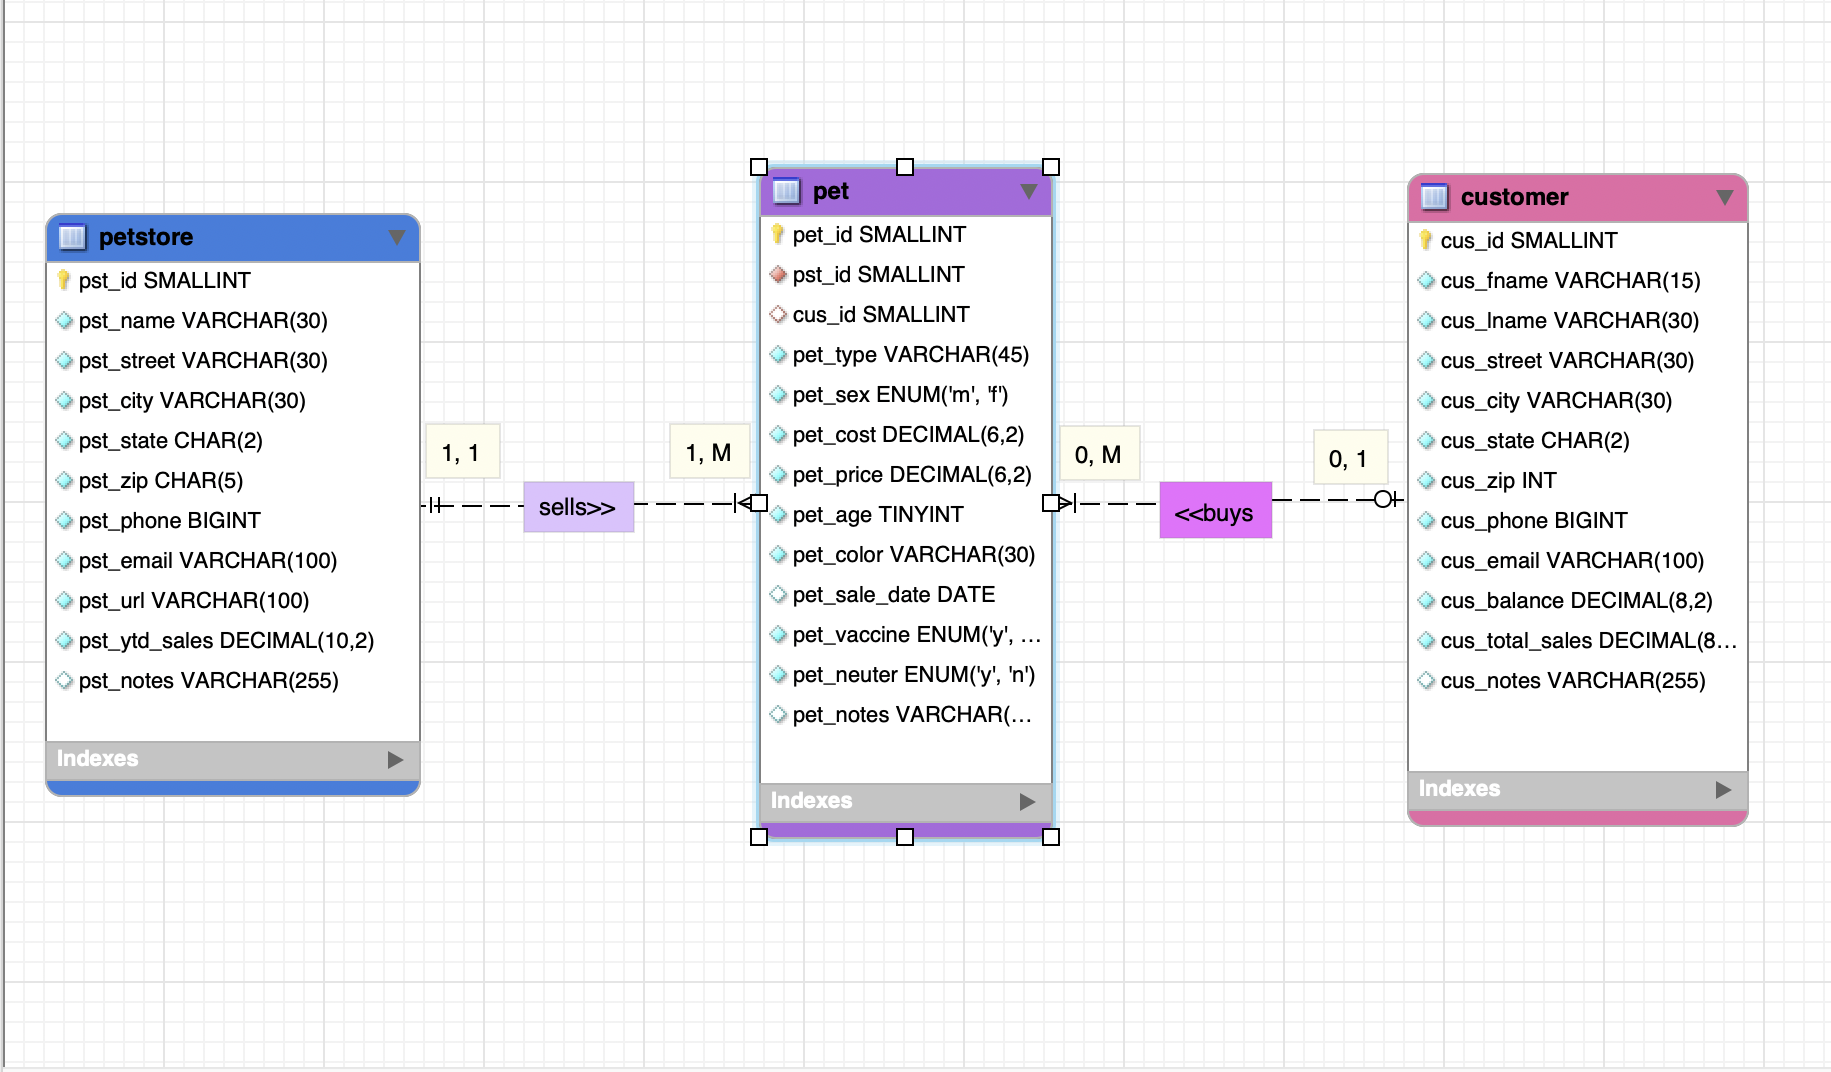 petstore
pst_id SMALLINT
pst_name VARCHAR(30)
pst_street VARCHAR(30)
pst_city VARCHAR(30)
pst_state CHAR(2)
pst_zip CHAR(5)
pst_phone BIGINT
pst_email VARCHAR(100)
pst_url VARCHAR(100)
pst_ytd_sales DECIMAL(10,2)
pst_notes VARCHAR(255)
Indexes
1, 1
sells>>
1, M
pet
pet_id SMALLINT
pst_id SMALLINT
cus_id SMALLINT
pet_type VARCHAR(45)
pet_sex ENUM('m', 'f')
pet_cost DECIMAL(6,2)
pet_price DECIMAL(6,2)
pet_age TINYINT
pet_color VARCHAR(30)
pet_sale_date DATE
pet_vaccine ENUM('y', ...
pet_neuter ENUM('y', 'n')
pet_notes VARCHAR(...
Indexes
0, M
<<buys
0, 1
customer
cus_id SMALLINT
cus_fname VARCHAR(15)
cus_lname VARCHAR(30)
cus_street VARCHAR(30)
cus_city VARCHAR(30)
cus_state CHAR(2)
cus_zip INT
cus_phone BIGINT
cus_email VARCHAR(100)
cus_balance DECIMAL(8,2)
cus_total_sales DECIMAL(8...
cus_notes VARCHAR(255)
Indexes